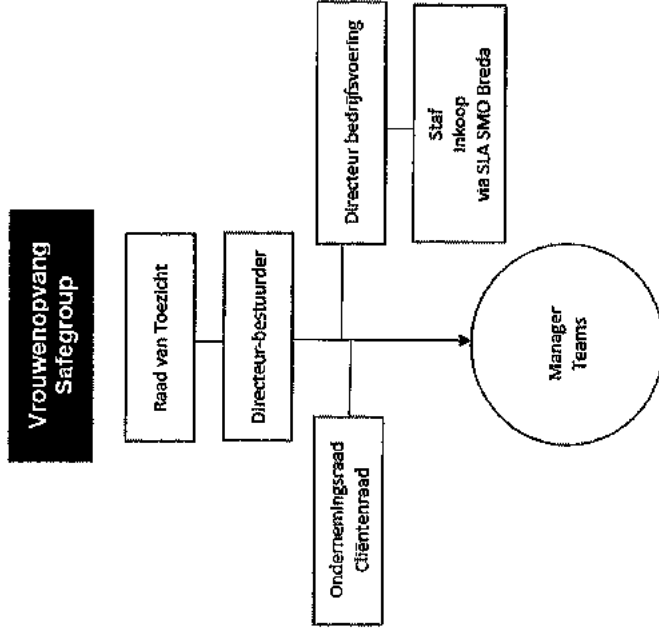 Vrouwenopvang
Safegroup
Raad van Toezicht
Directeur-bestuurder
Directeur bedrijfsvoering
Staf
Inkoop
via SLA SMO Breda
Ondernemingsraad
Cliëntenraad
Manager
Teams